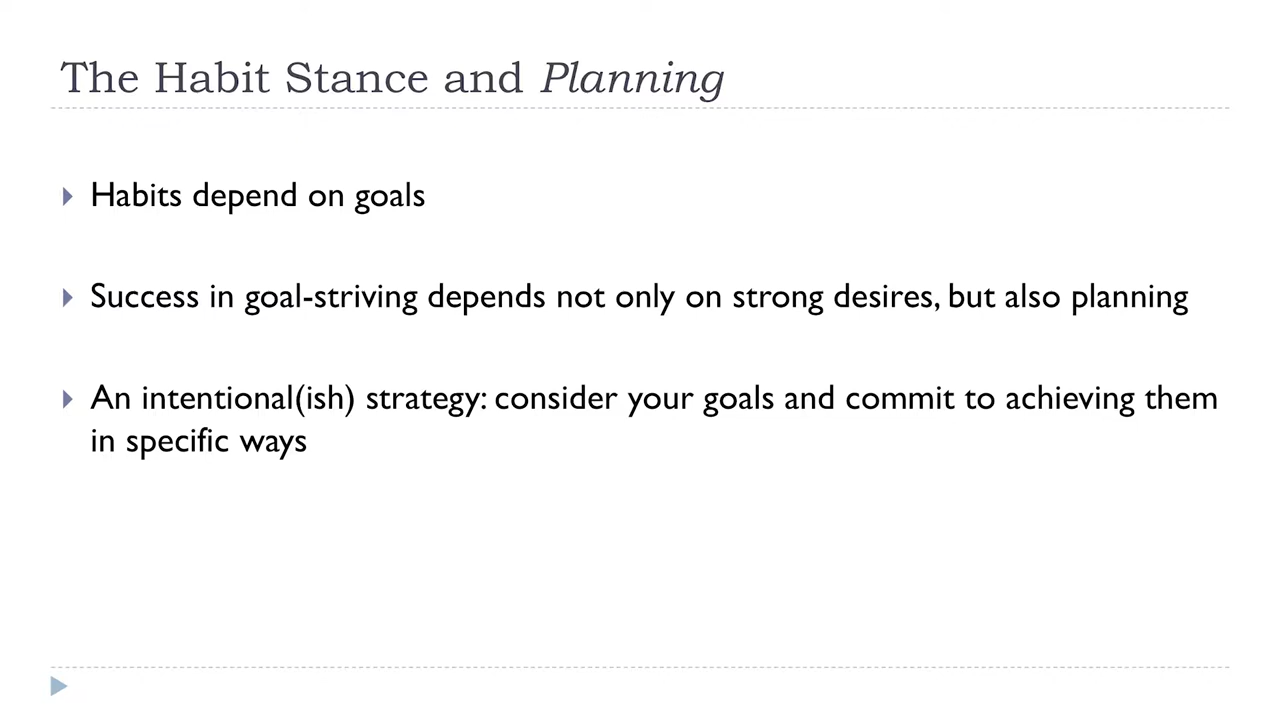 The Habit Stance and Planning
Habits depend on goals
Success in goal-striving depends not only on strong desires, but also planning
An intentional(ish) strategy: consider your goals and commit to achieving them
in specific ways